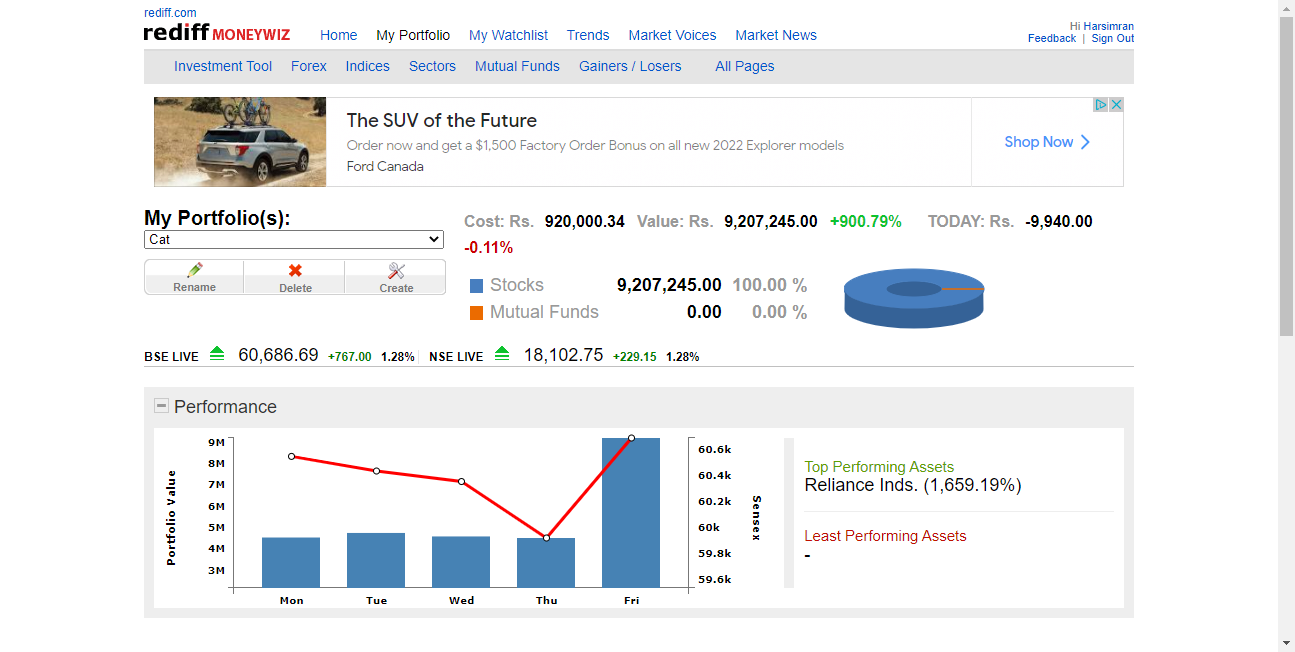 rediff.com
rediff MONEYWIZ Home My Portfolio My Watchlist Trends Market Voices Market News
Hi Harsimran
Feedback | Sign Out
Investment Tool Forex Indices Sectors Mutual Funds Gainers / Losers All Pages
The SUV of the Future
Order now and get a $1,500 Factory Order Bonus on all new 2022 Explorer models
Ford Canada
Shop Now
My Portfolio(s):
Cat
Rename Delete Create
Cost: Rs. 920,000.34 Value: Rs. 9,207,245.00 +900.79% TODAY: Rs. -9,940.00
-0.11%
Stocks 9,207,245.00 100.00 %
Mutual Funds 0.00 0.00 %
BSE LIVE 60,686.69 +767.00 1.28% NSE LIVE 18,102.75 +229.15 1.28%
Performance
Portfolio Value
9M
8M
7M
6M
5M
4M
3M
Mon Tue Wed Thu Fri
60.6k
60.4k
60.2k
60k
59.8k
59.6k
Sensex
Top Performing Assets
Reliance Inds. (1,659.19%)
Least Performing Assets
-